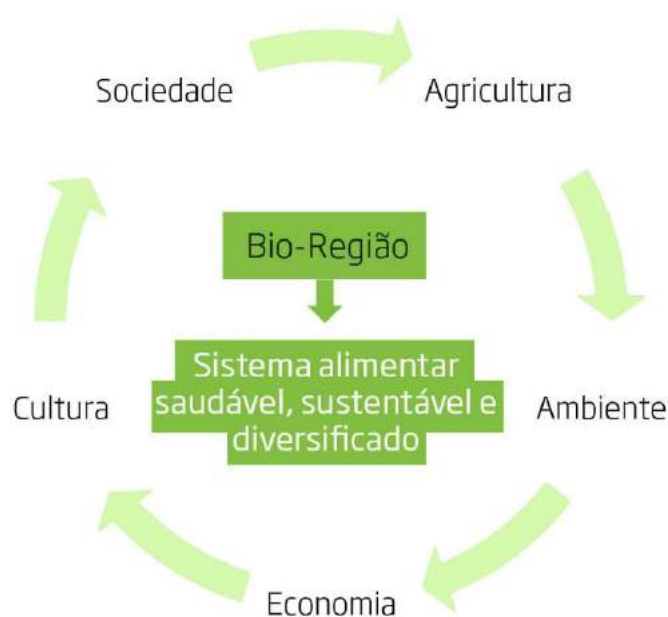 Sociedade
Agricultura
Bio-Região
Sistema alimentar
saudável, sustentável e
diversificado
Cultura
Ambiente
Economia